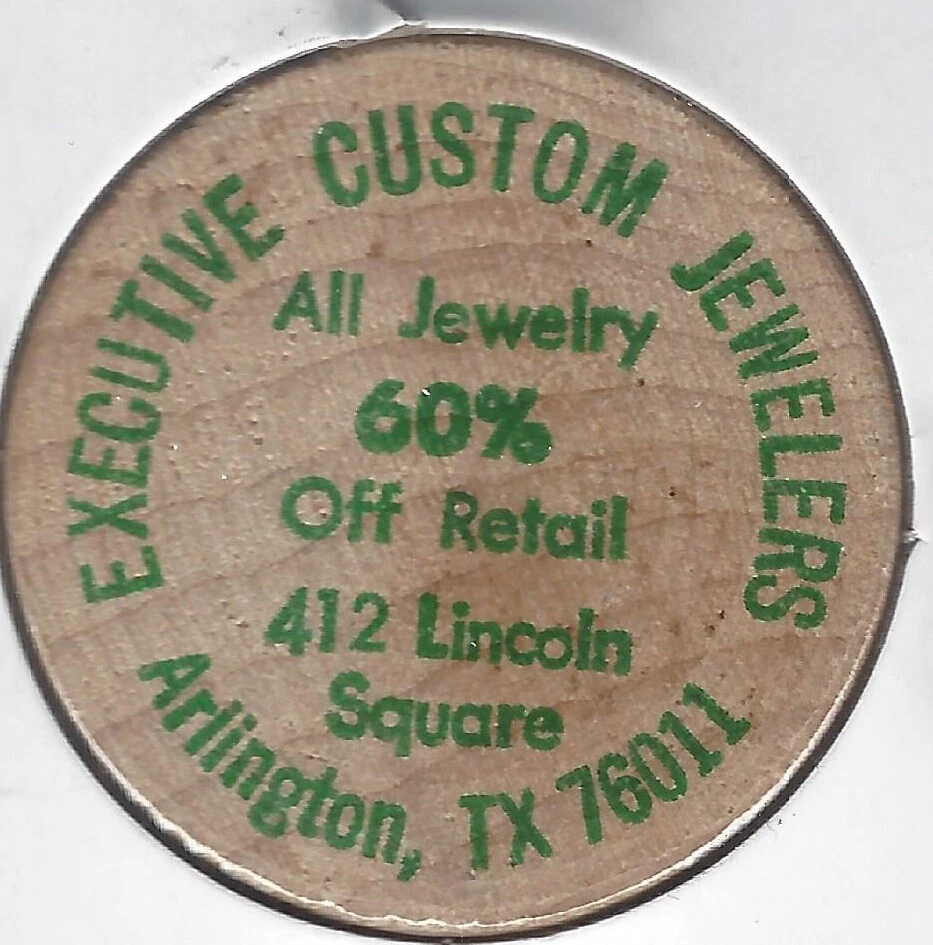 EXECUTIVE CUSTOM JEWELERS
All Jewelry
60%
Off Retail
412 Lincoln
Square
Arlington, TX 76011